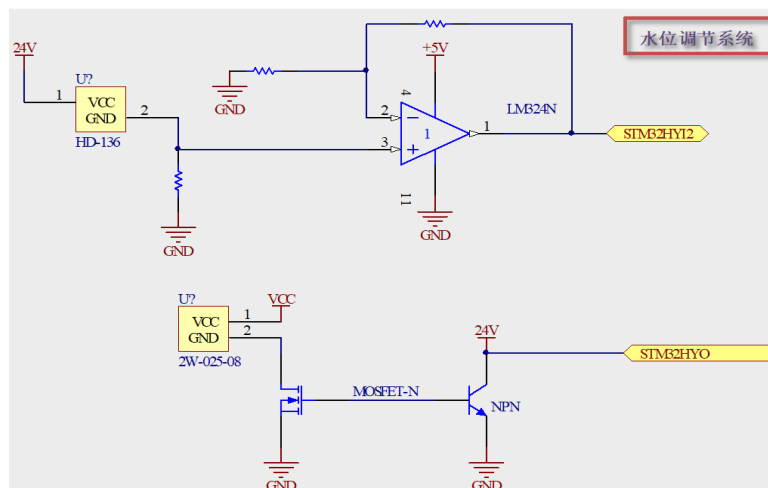 水位调节系统
24V
+5V
U?
1
VCC
GND
2
HD-136
GND
4
2
3
1
1
LM324N
STM32HYI2
11
GND
GND
U?
VCC
GND
1
2
VCC
2W-025-08
24V
STM32HYO
MOSFET-N
NPN
GND
GND